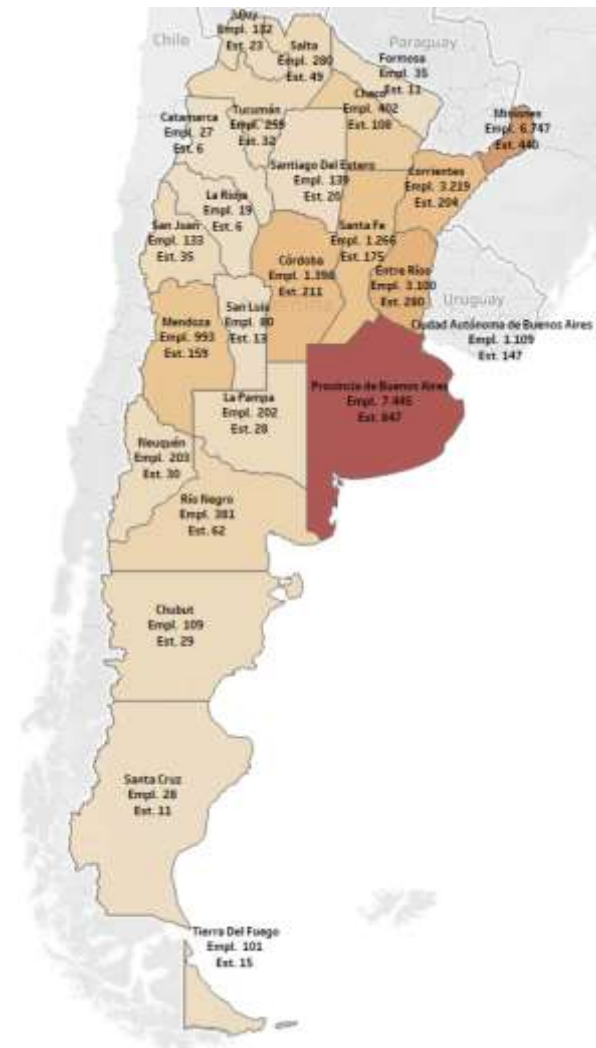 Jujuy
Empl. 132
Est. 23
Chile
Salta
Empl. 280
Est. 49
Paraguay
Formosa
Empl. 35
Est. 13
Chaco
Empl. 402
Est. 108
Misiones
Empl. 6.747
Est. 440
Catamarca
Empl. 27
Est. 6
Tucumán
Empl. 259
Est. 32
Santiago Del Estero
Empl. 139
Est. 20
Corrientes
Empl. 3.219
Est. 204
La Rioja
Empl. 19
Est. 6
San Juan
Empl. 133
Est. 35
Santa Fe
Empl. 1.266
Est. 175
Córdoba
Empl. 1.398
Est. 211
Entre Ríos
Empl. 3.100
Est. 280
Uruguay
Mendoza
Empl. 993
Est. 159
San Luis
Empl. 80
Est. 13
Ciudad Autónoma de Buenos Aires
Empl. 1.109
Est. 147
Provincia de Buenos Aires
Empl. 7.445
Est. 847
La Pampa
Empl. 202
Est. 28
Neuquén
Empl. 203
Est. 30
Río Negro
Empl. 381
Est. 62
Chubut
Empl. 109
Est. 29
Santa Cruz
Empl. 28
Est. 11
Tierra Del Fuego
Empl. 101
Est. 15